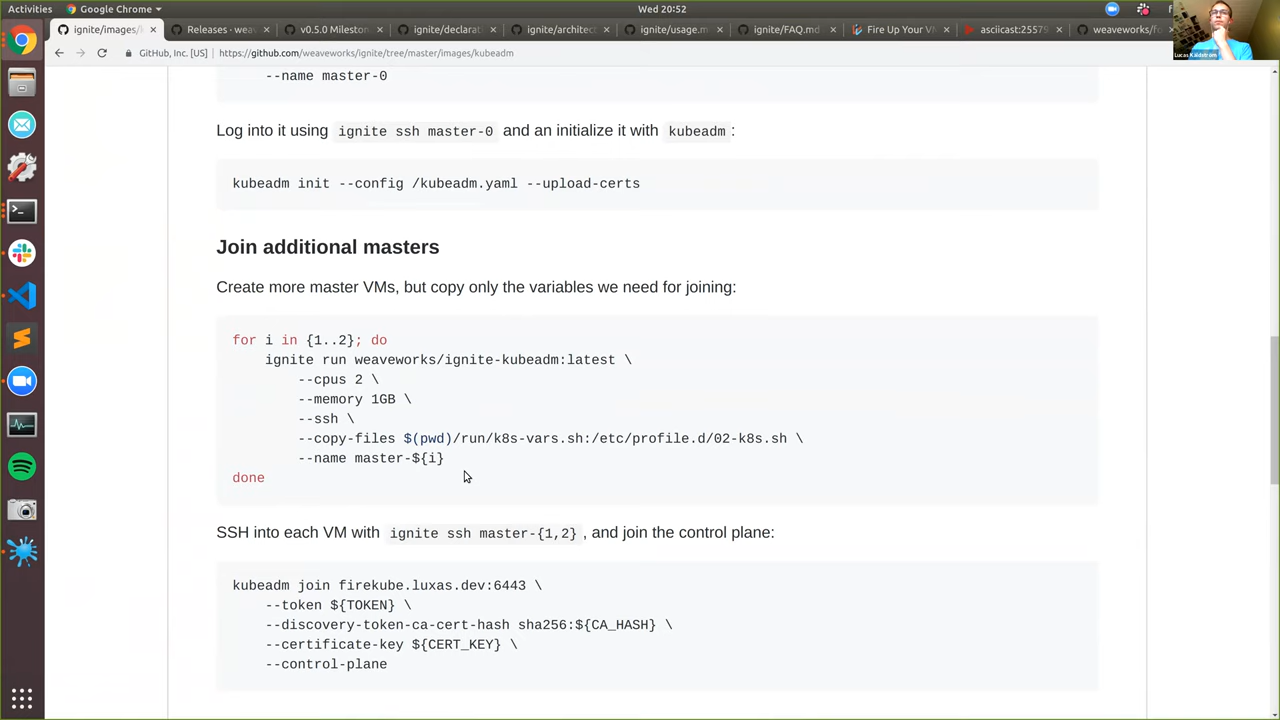 Activities
Google Chrome
Wed 20:52
ignite/images/
Releases · wea
v0.5.0 Mileston
ignite/declarat
ignite/architec
ignite/usage.m
ignite/FAQ.md
Fire Up Your VM
asciicast:25579
weaveworks/
GitHub, Inc. [US]
https://github.com/weaveworks/ignite/tree/master/images/kubeadm
--name master-0
Log into it using ignite ssh master-0 and an initialize it with kubeadm :
kubeadm init --config /kubeadm.yaml --upload-certs
Join additional masters
Create more master VMs, but copy only the variables we need for joining:
for i in {1..2}; do
ignite run weaveworks/ignite-kubeadm:latest \
--cpus 2 \
--memory 1GB \
--ssh \
--copy-files $(pwd)/run/k8s-vars.sh:/etc/profile.d/02-k8s.sh \
--name master-${i}
done
SSH into each VM with ignite ssh master-{1,2} , and join the control plane:
kubeadm join firekube.luxas.dev:6443 \
--token ${TOKEN} \
--discovery-token-ca-cert-hash sha256:${CA_HASH} \
--certificate-key ${CERT_KEY} \
--control-plane
Lucas Käldström